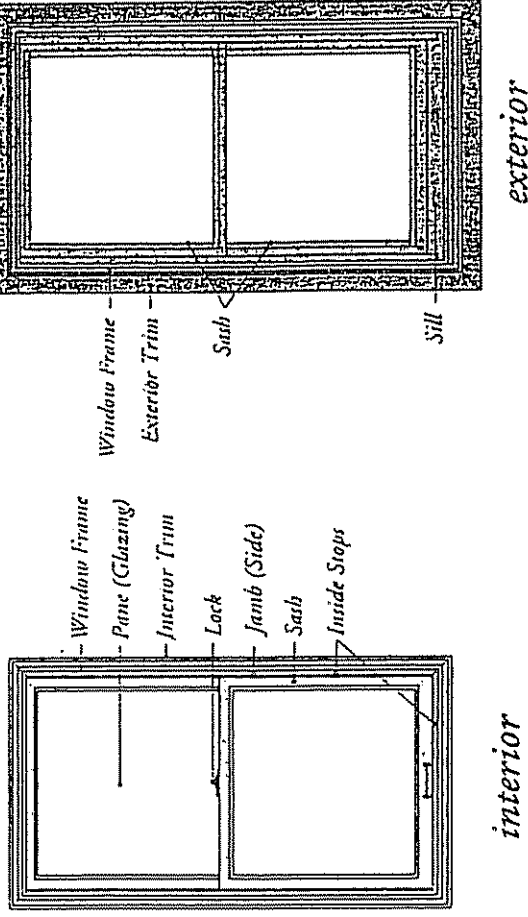 Window Frame
Pane (Glazing)
Interior Trim
Lock
Jamb (Side)
Sash
Inside Stops
interior
Window Frame
Exterior Trim
Sash
Sill
exterior